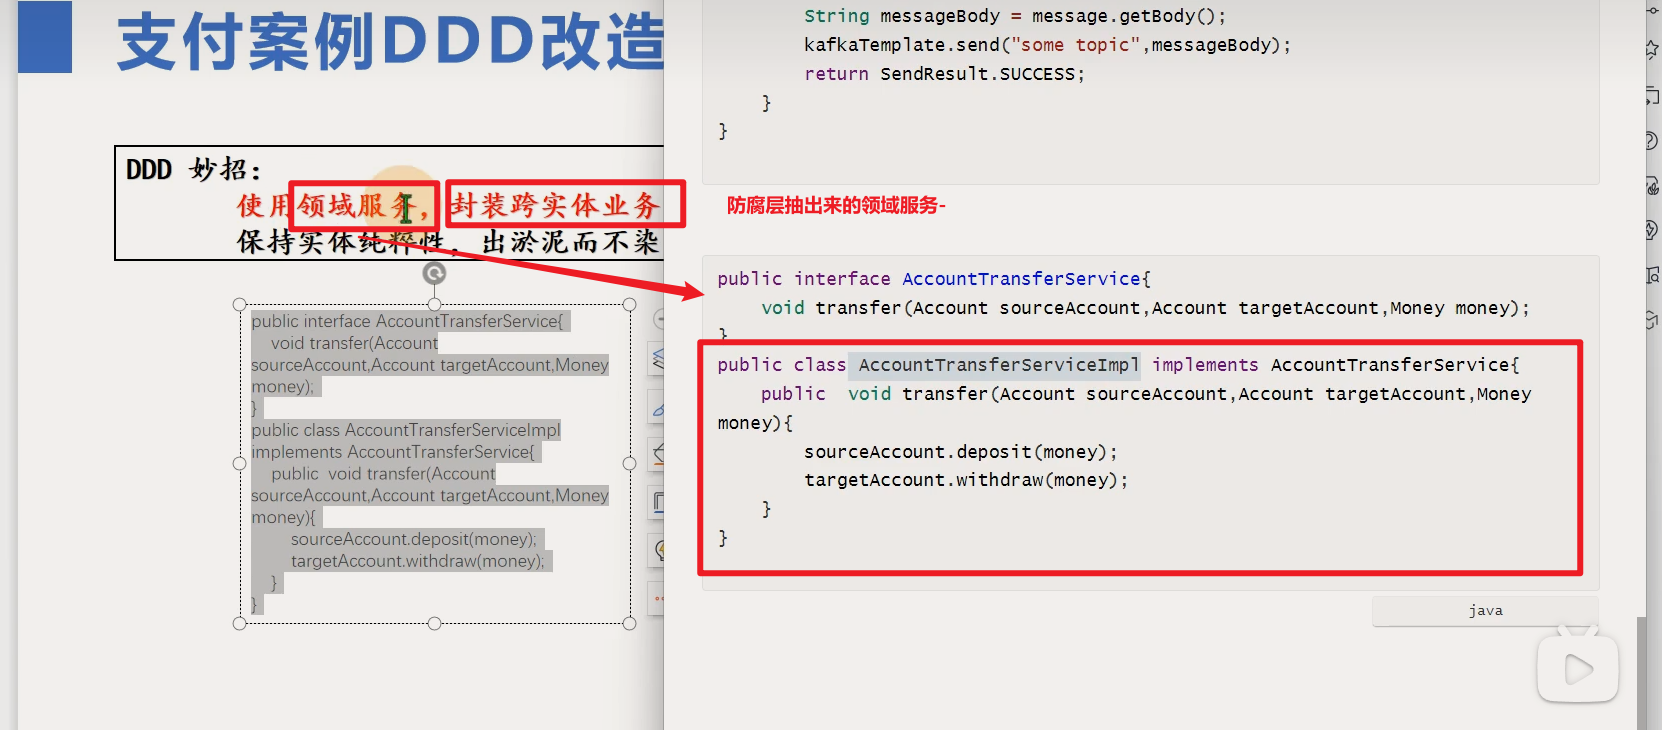 支付案例DDD改造
DDD 妙招：
使用领域服务，封装跨实体业务
保持实体纯粹性，出淤泥而不染
public interface AccountTransferService{
void transfer(Account
sourceAccount,Account targetAccount,Money
money);
}
public class AccountTransferServiceImpl
implements AccountTransferService{
public  void transfer(Account
sourceAccount,Account targetAccount,Money
money){
sourceAccount.deposit(money);
targetAccount.withdraw(money);
}
}
String messageBody = message.getBody();
kafkaTemplate.send("some topic",messageBody);
return SendResult.SUCCESS;
}
}
防腐层抽出来的领域服务-
public interface AccountTransferService{
void transfer(Account sourceAccount,Account targetAccount,Money money);
}
public class AccountTransferServiceImpl implements AccountTransferService{
public  void transfer(Account sourceAccount,Account targetAccount,Money
money){
sourceAccount.deposit(money);
targetAccount.withdraw(money);
}
}
java